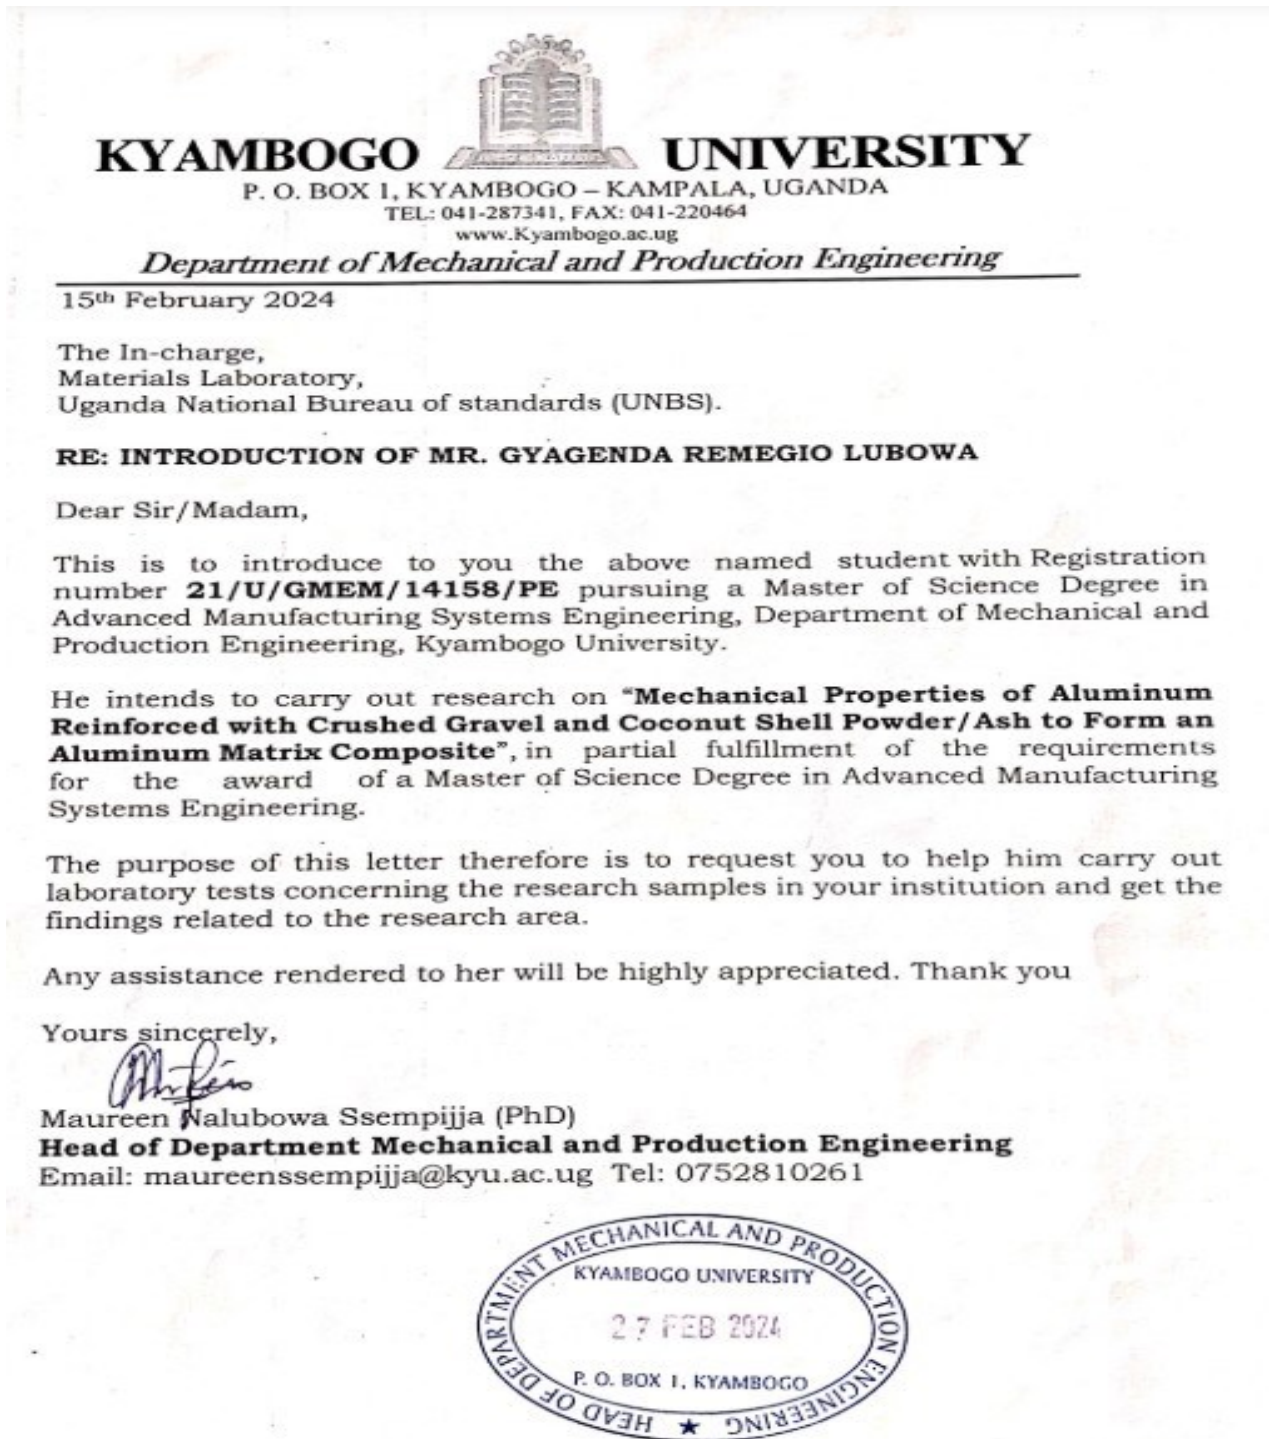 KYAMBOGO UNIVERSITY
P. O. BOX 1, KYAMBOGO – KAMPALA, UGANDA
TEL: 041-287341, FAX: 041-220464
www.Kyambogo.ac.ug
Department of Mechanical and Production Engineering
15th February 2024
The In-charge,
Materials Laboratory,
Uganda National Bureau of standards (UNBS).
RE: INTRODUCTION OF MR. GYAGENDA REMEGIO LUBOWA
Dear Sir/Madam,
This is to introduce to you the above named student with Registration
number 21/U/GMEM/14158/PE pursuing a Master of Science Degree in
Advanced Manufacturing Systems Engineering, Department of Mechanical and
Production Engineering, Kyambogo University.
He intends to carry out research on “Mechanical Properties of Aluminum
Reinforced with Crushed Gravel and Coconut Shell Powder/Ash to Form an
Aluminum Matrix Composite”, in partial fulfillment of the requirements
for the award of a Master of Science Degree in Advanced Manufacturing
Systems Engineering.
The purpose of this letter therefore is to request you to help him carry out
laboratory tests concerning the research samples in your institution and get the
findings related to the research area.
Any assistance rendered to her will be highly appreciated. Thank you
Yours sincerely,
Maureen Nalubowa Ssempijja (PhD)
Head of Department Mechanical and Production Engineering
Email: maureenssempijja@kyu.ac.ug Tel: 0752810261
HEAD OF DEPARTMENT MECHANICAL AND PRODUCTION ENGINEERING
KYAMBOGO UNIVERSITY
27 FEB 2024
P. O. BOX 1, KYAMBOGO